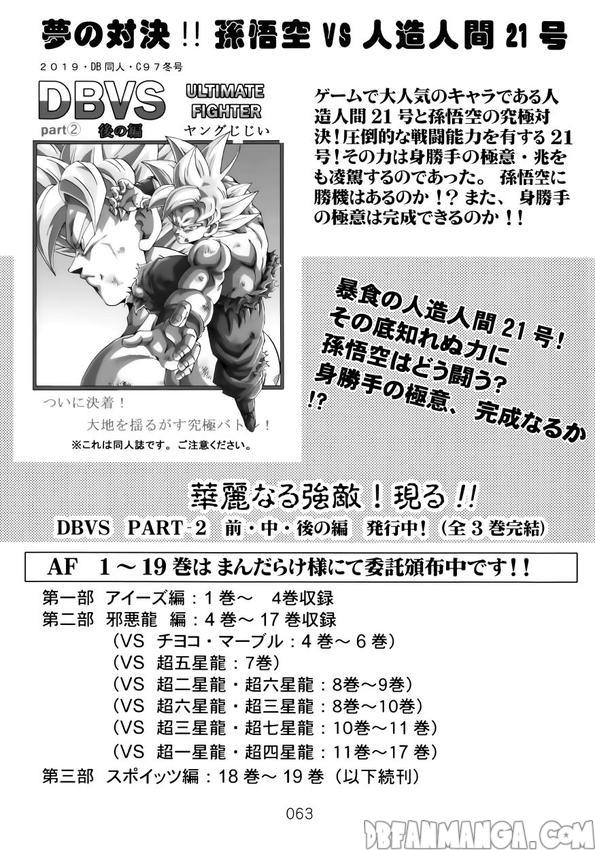 夢の対決!! 孫悟空 VS 人造人間 21 号
2019・DB同人・C97冬号
DBVS
ULTIMATE
FIGHTER
part② 後の編
ヤングじじい
ついに決着!
大地を揺るがす究極バトル!
※これは同人誌です。ご注意ください。
ゲームで大人気のキャラである人
造人間 21 号と孫悟空の究極対
決!圧倒的な戦闘能力を有する 21
号!その力は身勝手の極意・兆を
も凌駕するのであった。孫悟空に
勝機はあるのか!?また、身勝手
の極意は完成できるのか!!
暴食の人造人間 21 号!
その底知れぬ力に
孫悟空はどう闘う?
身勝手の極意、完成なるか
!?
華麗なる強敵!現る!!
DBVS PART-2 前・中・後の編 発行中!(全3巻完結)
AF 1~19巻は まんだらけ様にて委託頒布中です!!
第一部 アイーズ編:1巻~ 4巻収録
第二部 邪悪龍 編:4巻~17巻収録
(VS チヨコ・マーブル:4巻~6巻)
(VS 超五星龍:7巻)
(VS 超二星龍・超六星龍:8巻~9巻)
(VS 超六星龍・超三星龍:8巻~10巻)
(VS 超三星龍・超七星龍:10巻~11巻)
(VS 超一星龍・超四星龍:11巻~17巻)
第三部 スポイッツ編:18巻~19巻(以下続刊)
063
DBFANMANGA.COM